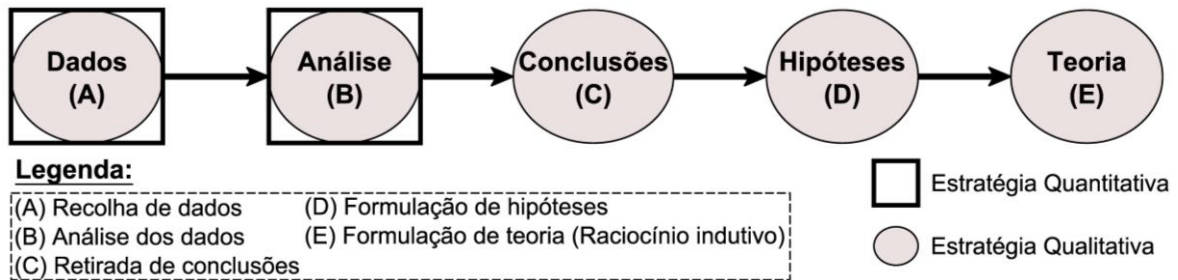 Dados
(A)
Análise
(B)
Conclusões
(C)
Hipóteses
(D)
Teoria
(E)
Legenda:
(A) Recolha de dados
(B) Análise dos dados
(C) Retirada de conclusões
(D) Formulação de hipóteses
(E) Formulação de teoria (Raciocínio indutivo)
Estratégia Quantitativa
Estratégia Qualitativa